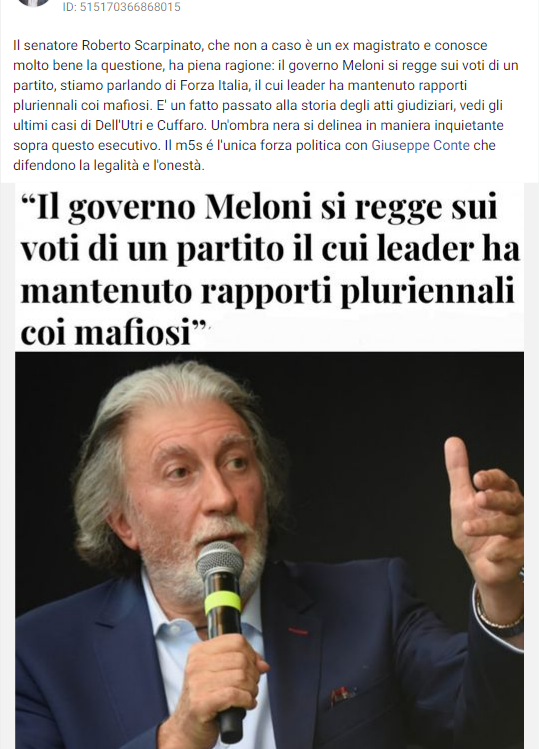 ID: 515170366868015
Il senatore Roberto Scarpinato, che non a caso è un ex magistrato e conosce
molto bene la questione, ha piena ragione: il governo Meloni si regge sui voti di un
partito, stiamo parlando di Forza Italia, il cui leader ha mantenuto rapporti
pluriennali coi mafiosi. E' un fatto passato alla storia degli atti giudiziari, vedi gli
ultimi casi di Dell'Utri e Cuffaro. Un'ombra nera si delinea in maniera inquietante
sopra questo esecutivo. Il m5s é l'unica forza politica con Giuseppe Conte che
difendono la legalità e l'onestà.
“Il governo Meloni si regge sui
voti di un partito il cui leader ha
mantenuto rapporti pluriennali
coi mafiosi”